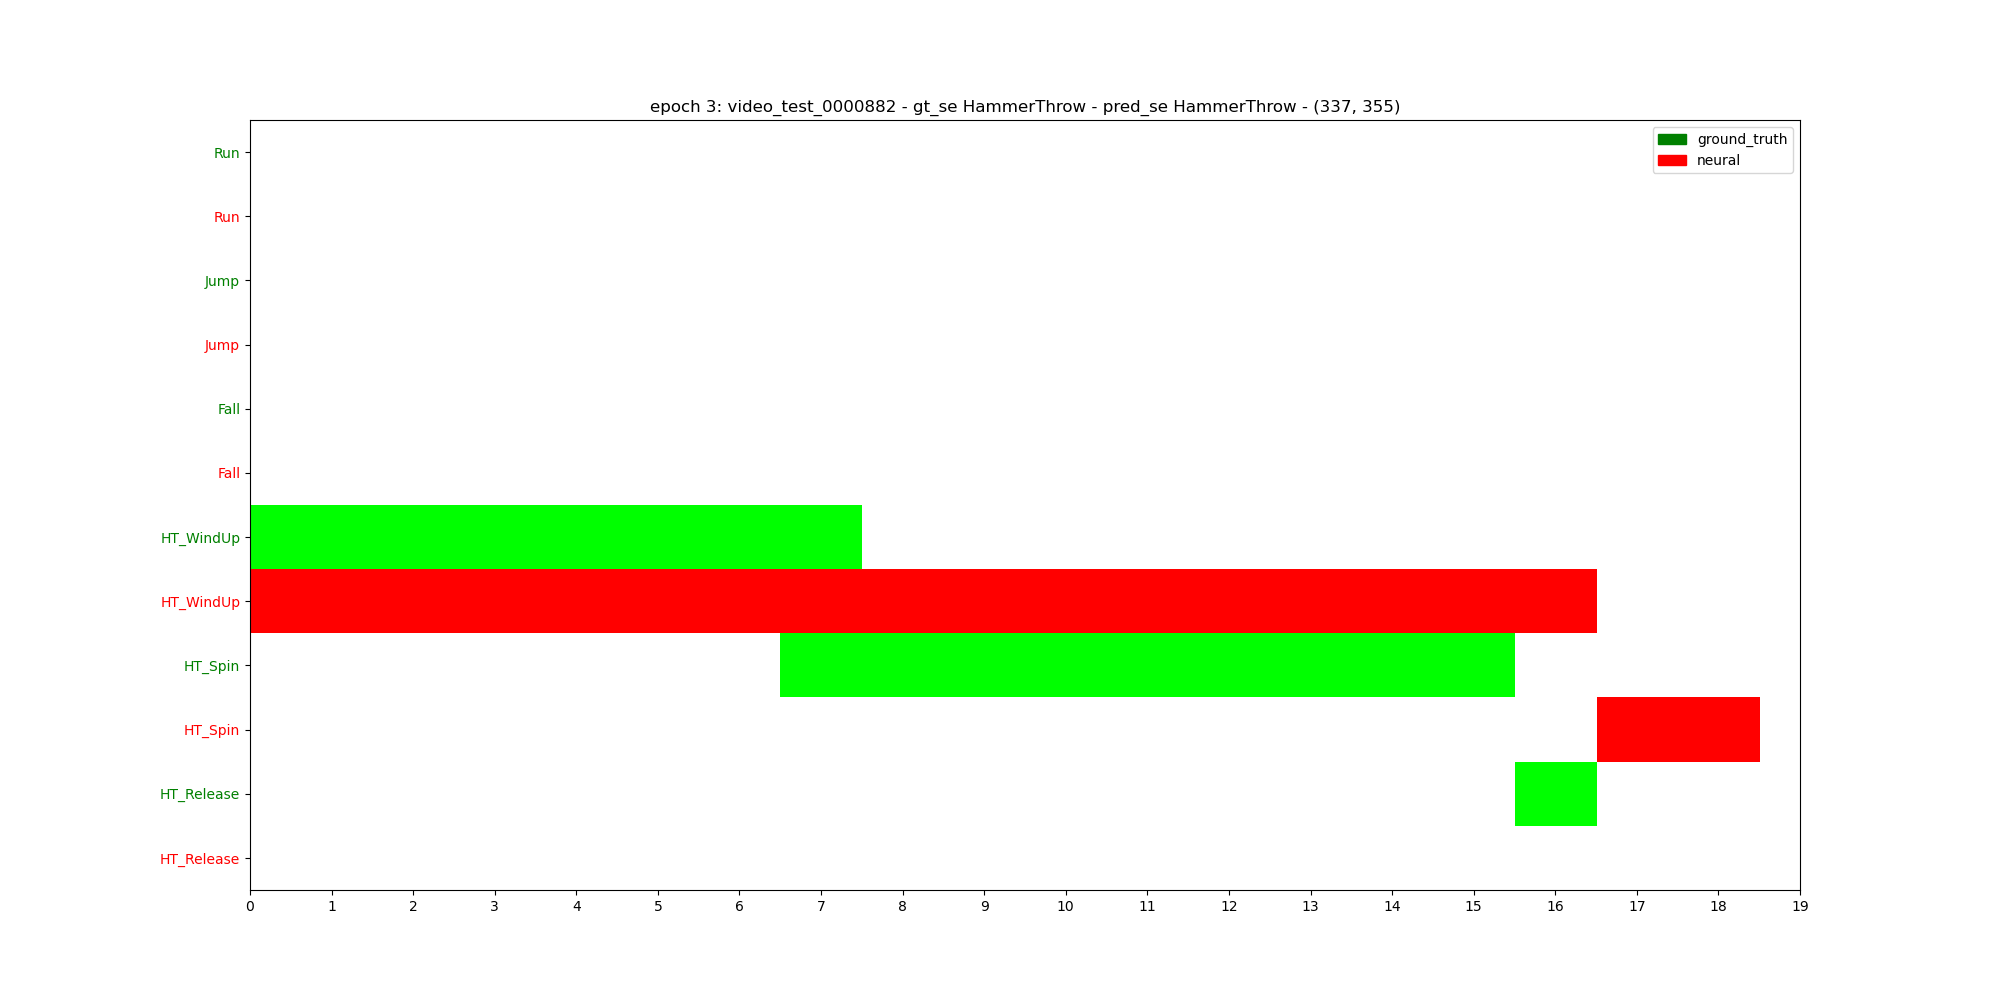 epoch 3: video_test_0000882 - gt_se HammerThrow - pred_se HammerThrow - (337, 355)
ground_truth
neural
Run
Run
Jump
Jump
Fall
Fall
HT_WindUp
HT_WindUp
HT_Spin
HT_Spin
HT_Release
HT_Release
0 1 2 3 4 5 6 7 8 9 10 11 12 13 14 15 16 17 18 19